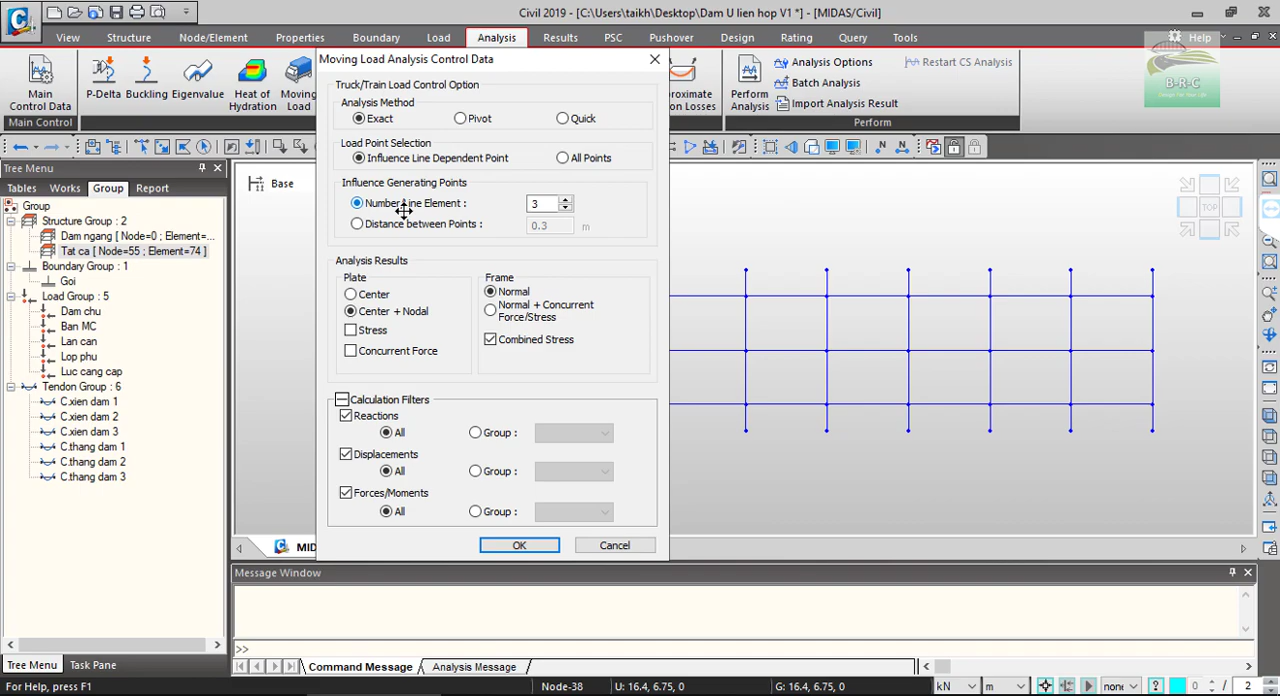 Civil 2019 - [C:\Users\taikh\Desktop\Dam U lien hop V1 *] - [MIDAS/Civil]
View Structure Node/Element Properties Boundary Load Analysis Results PSC Pushover Design Rating Query Tools Help
Main
Control Data
P-Delta
Buckling
Eigenvalue
Heat of
Hydration
Moving
Load
Perform
Analysis
Analysis Options
Batch Analysis
Import Analysis Result
Restart CS Analysis
Main Control
Perform
B-R-C
Moving Load Analysis Control Data
Truck/Train Load Control Option
Analysis Method
Exact Pivot Quick
Load Point Selection
Influence Line Dependent Point All Points
Influence Generating Points
Number/Line Element : 3
Distance between Points : 0.3 m
Analysis Results
Plate
Center
Center + Nodal
Stress
Concurrent Force
Frame
Normal
Normal + Concurrent
Force/Stress
Combined Stress
Calculation Filters
Reactions
All Group :
Displacements
All Group :
Forces/Moments
All Group :
OK Cancel
Tree Menu
Tables Works Group Report
Group
Structure Group : 2
Dam ngang [ Node=0 ; Element=...
Tat ca [ Node=55 ; Element=74 ]
Boundary Group : 1
Goi
Load Group : 5
Dam chu
Ban MC
Lan can
Lop phu
Luc cang cap
Tendon Group : 6
C.xien dam 1
C.xien dam 2
C.xien dam 3
C.thang dam 1
C.thang dam 2
C.thang dam 3
Base
TOP
Message Window
>>
Command Message Analysis Message
Tree Menu Task Pane
For Help, press F1
Node-38
U: 16.4, 6.75, 0
G: 16.4, 6.75, 0
kN
m
none
0 / 2